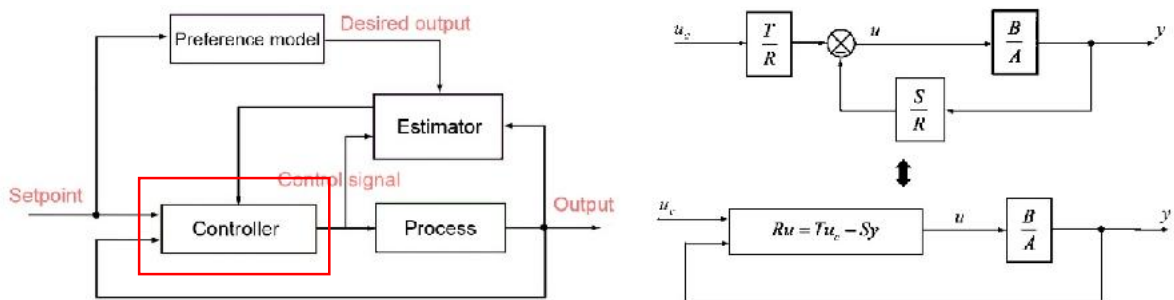 Desired output
Preference model
Estimator
Control signal
Setpoint
Output
Controller
Process
u_c
T
R
u
B
A
y
S
R
u_c
Ru = Tu_c − Sy
u
B
A
y